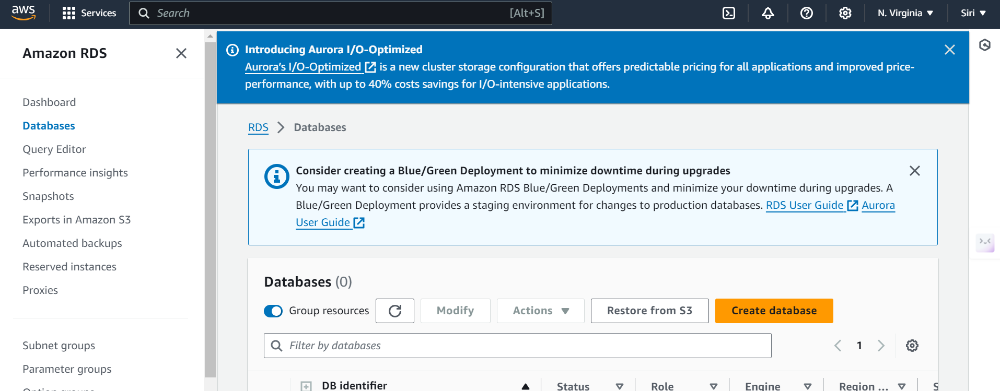 aws
Services
Search [Alt+S]
N. Virginia
Siri
Amazon RDS
Dashboard
Databases
Query Editor
Performance insights
Snapshots
Exports in Amazon S3
Automated backups
Reserved instances
Proxies
Subnet groups
Parameter groups
Introducing Aurora I/O-Optimized
Aurora's I/O-Optimized is a new cluster storage configuration that offers predictable pricing for all applications and improved price-
performance, with up to 40% costs savings for I/O-intensive applications.
RDS Databases
Consider creating a Blue/Green Deployment to minimize downtime during upgrades
You may want to consider using Amazon RDS Blue/Green Deployments and minimize your downtime during upgrades. A
Blue/Green Deployment provides a staging environment for changes to production databases. RDS User Guide Aurora
User Guide
Databases (0)
Group resources
Modify
Actions
Restore from S3
Create database
Filter by databases
1
DB identifier
Status
Role
Engine
Region ...